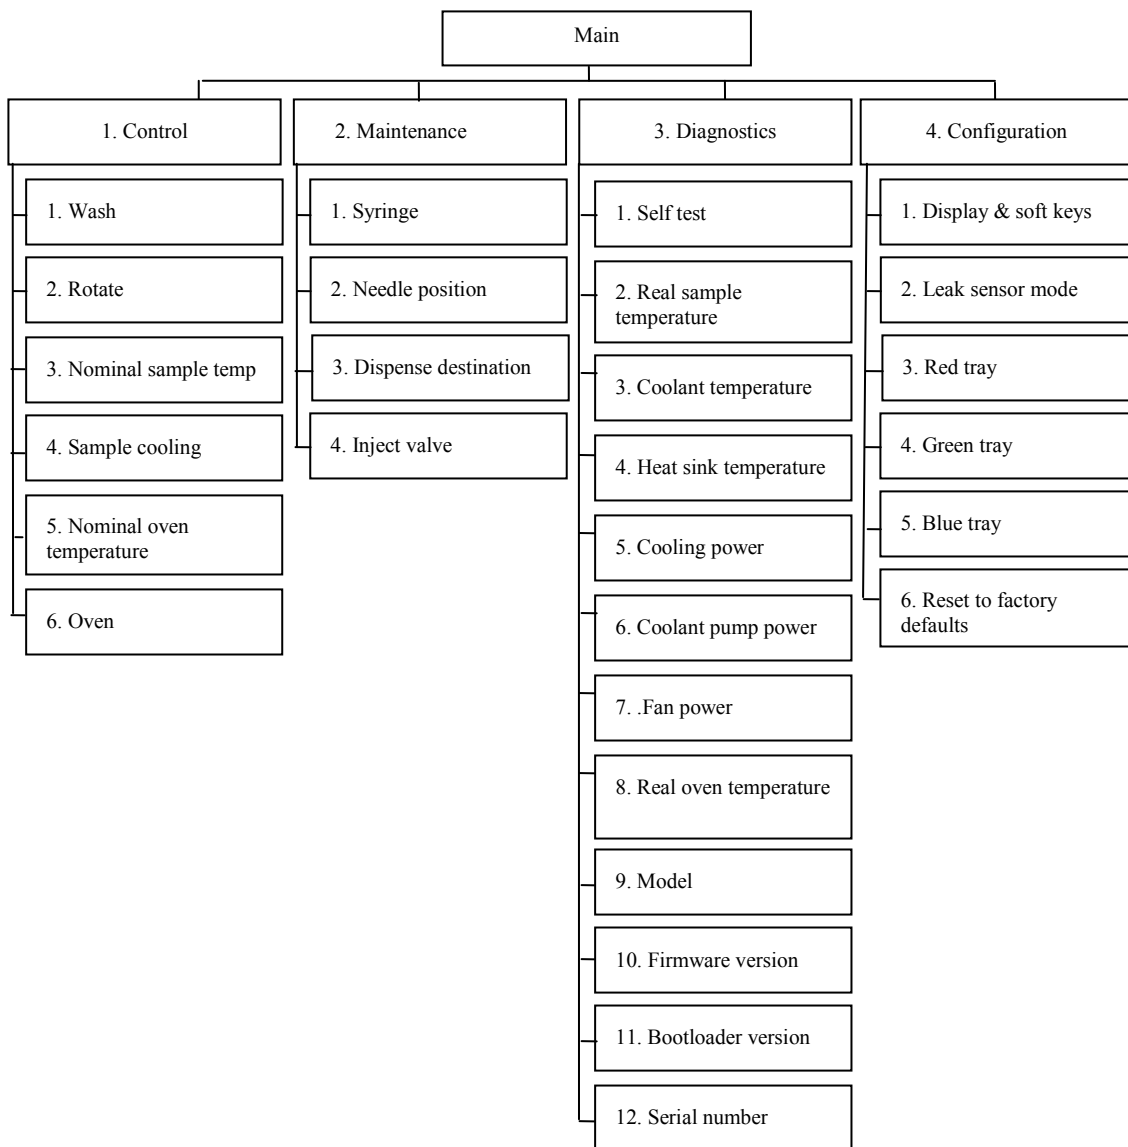 Main
1. Control
1. Wash
2. Rotate
3. Nominal sample temp
4. Sample cooling
5. Nominal oven
temperature
6. Oven
2. Maintenance
1. Syringe
2. Needle position
3. Dispense destination
4. Inject valve
3. Diagnostics
1. Self test
2. Real sample
temperature
3. Coolant temperature
4. Heat sink temperature
5. Cooling power
6. Coolant pump power
7. .Fan power
8. Real oven temperature
9. Model
10. Firmware version
11. Bootloader version
12. Serial number
4. Configuration
1. Display & soft keys
2. Leak sensor mode
3. Red tray
4. Green tray
5. Blue tray
6. Reset to factory
defaults